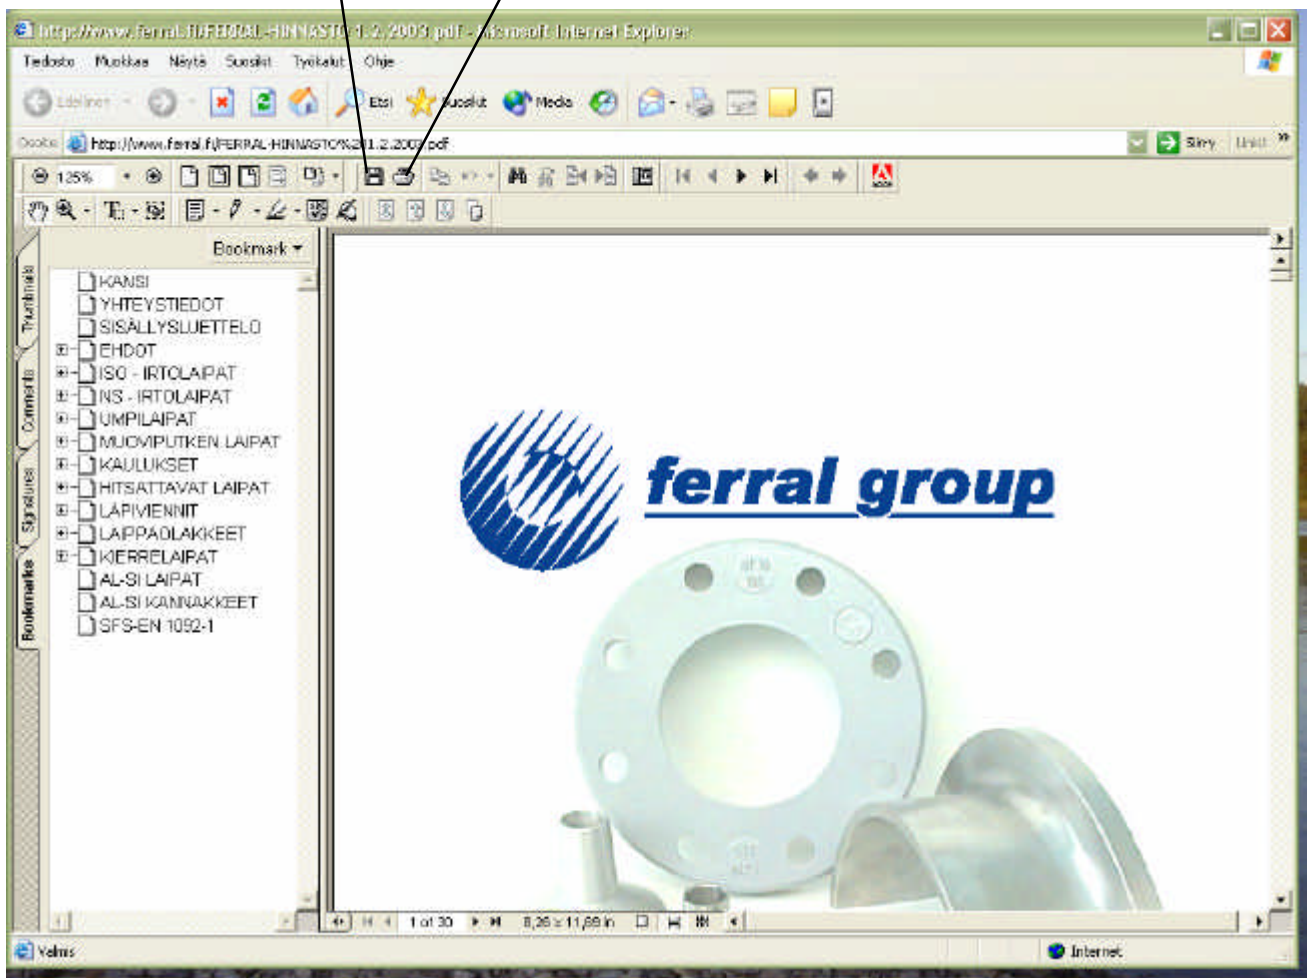 http://www.ferral.fi/FERRAL-HINNASTO 1.2.2003.pdf - Microsoft Internet Explorer
Tiedosto Muokkaa Näytä Suosikit Työkalut Ohje
Edellinen Etsi Suosikit Media
Osoite http://www.ferral.fi/FERRAL-HINNASTO%201.2.2003.pdf Siirry
125%
Bookmark
Thumbnails
Comments
Signatures
Bookmarks
KANSI
YHTEYSTIEDOT
SISÄLLYSLUETTELO
EHDOT
ISO - IRTOLAIPAT
NS - IRTOLAIPAT
UMPILAIPAT
MUOVIPUTKEN LAIPAT
KAULUKSET
HITSATTAVAT LAIPAT
LÄPIVIENNIT
LAIPPAOLAKKEET
KIERRELAIPAT
AL-SI LAIPAT
AL-SI KANNAKKEET
SFS-EN 1092-1
ferral group
1 of 30 8,26 x 11,69 in
Valmis Internet